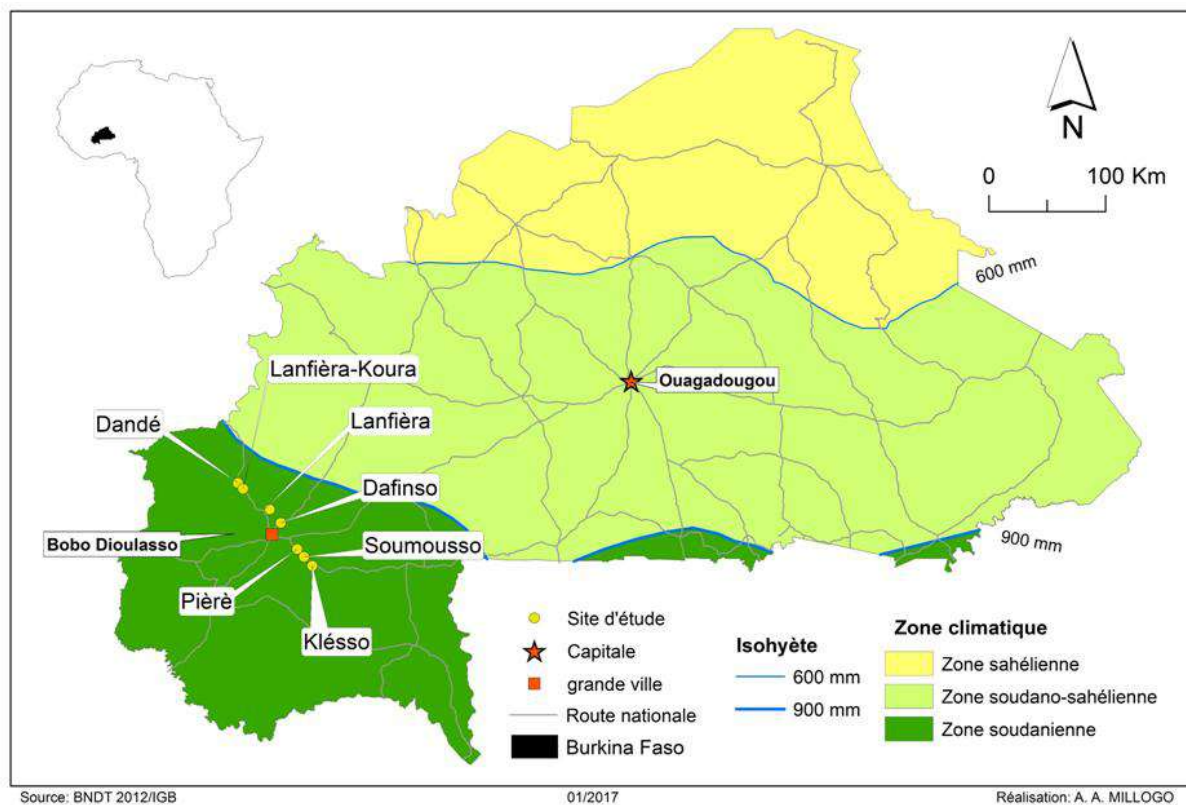 N
0 100 Km
600 mm
Lanfièra-Koura
Ouagadougou
Dandé
Lanfièra
Dafinso
Bobo Dioulasso
Soumousso
900 mm
Pièrè
Klésso
Site d'étude
Capitale
grande ville
Route nationale
Burkina Faso
Isohyète
600 mm
900 mm
Zone climatique
Zone sahélienne
Zone soudano-sahélienne
Zone soudanienne
Source: BNDT 2012/IGB
01/2017
Réalisation: A. A. MILLOGO